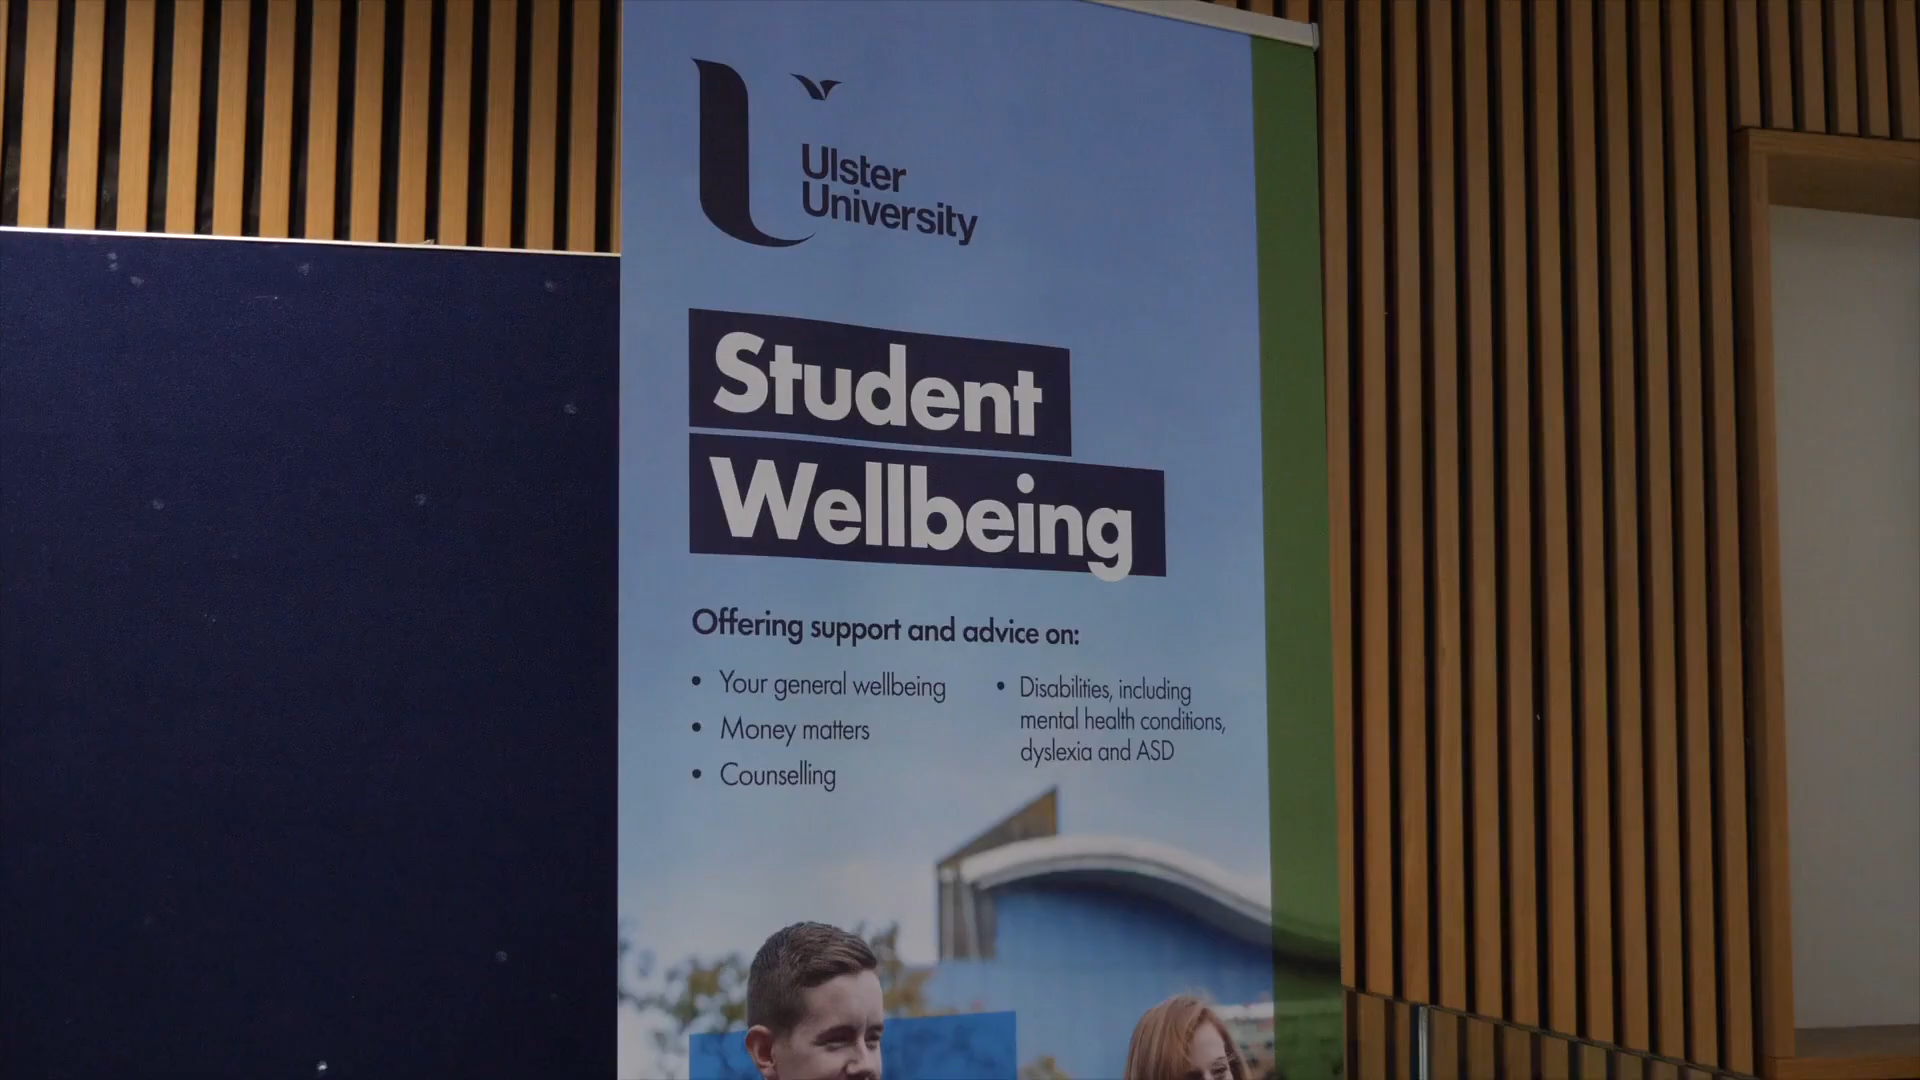 Ulster
University
Student
Wellbeing
Offering support and advice on:
• Your general wellbeing
• Money matters
• Counselling
• Disabilities, including
mental health conditions,
dyslexia and ASD